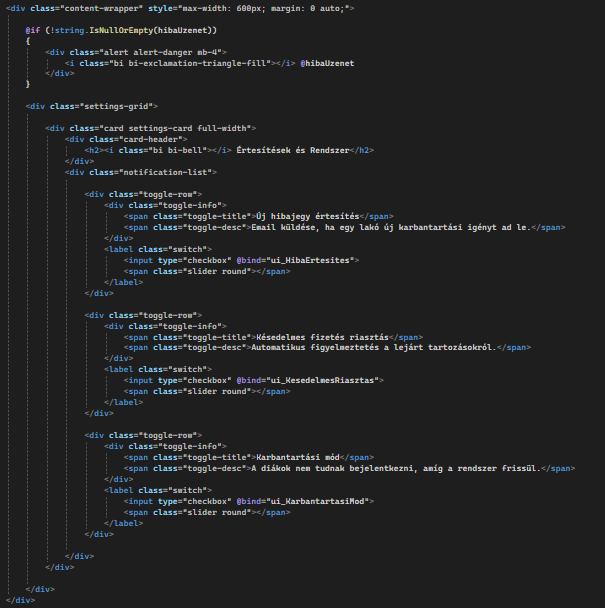 <div class="content-wrapper" style="max-width: 600px; margin: 0 auto;">
@if (!string.IsNullOrEmpty(hibaUzenet))
{
<div class="alert alert-danger mb-4">
<i class="bi bi-exclamation-triangle-fill"></i> @hibaUzenet
</div>
}
<div class="settings-grid">
<div class="card settings-card full-width">
<div class="card-header">
<h2><i class="bi bi-bell"></i> Értesítések és Rendszer</h2>
</div>
<div class="notification-list">
<div class="toggle-row">
<div class="toggle-info">
<span class="toggle-title">Új hibajegy értesítés</span>
<span class="toggle-desc">Email küldése, ha egy lakó új karbantartási igényt ad le.</span>
</div>
<label class="switch">
<input type="checkbox" @bind="ui_HibaErtesites">
<span class="slider round"></span>
</label>
</div>
<div class="toggle-row">
<div class="toggle-info">
<span class="toggle-title">Késedelmes fizetés riasztás</span>
<span class="toggle-desc">Automatikus figyelmeztetés a lejárt tartozásokról.</span>
</div>
<label class="switch">
<input type="checkbox" @bind="ui_KesedelmesRiasztas">
<span class="slider round"></span>
</label>
</div>
<div class="toggle-row">
<div class="toggle-info">
<span class="toggle-title">Karbantartási mód</span>
<span class="toggle-desc">A diákok nem tudnak bejelentkezni, amíg a rendszer frissül.</span>
</div>
<label class="switch">
<input type="checkbox" @bind="ui_KarbantartasiMod">
<span class="slider round"></span>
</label>
</div>
</div>
</div>
</div>
</div>